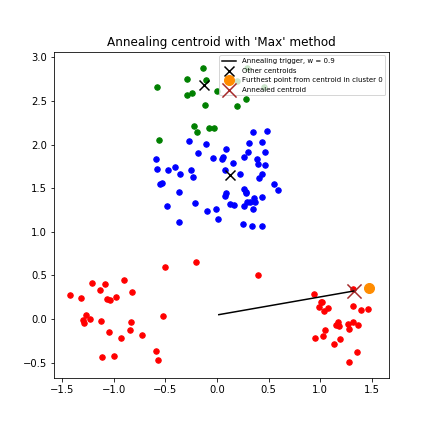 Annealing centroid with 'Max' method
Annealing trigger, w = 0.9
Other centroids
Furthest point from centroid in cluster 0
Annealed centroid
3.0
2.5
2.0
1.5
1.0
0.5
0.0
−0.5
−1.5 −1.0 −0.5 0.0 0.5 1.0 1.5